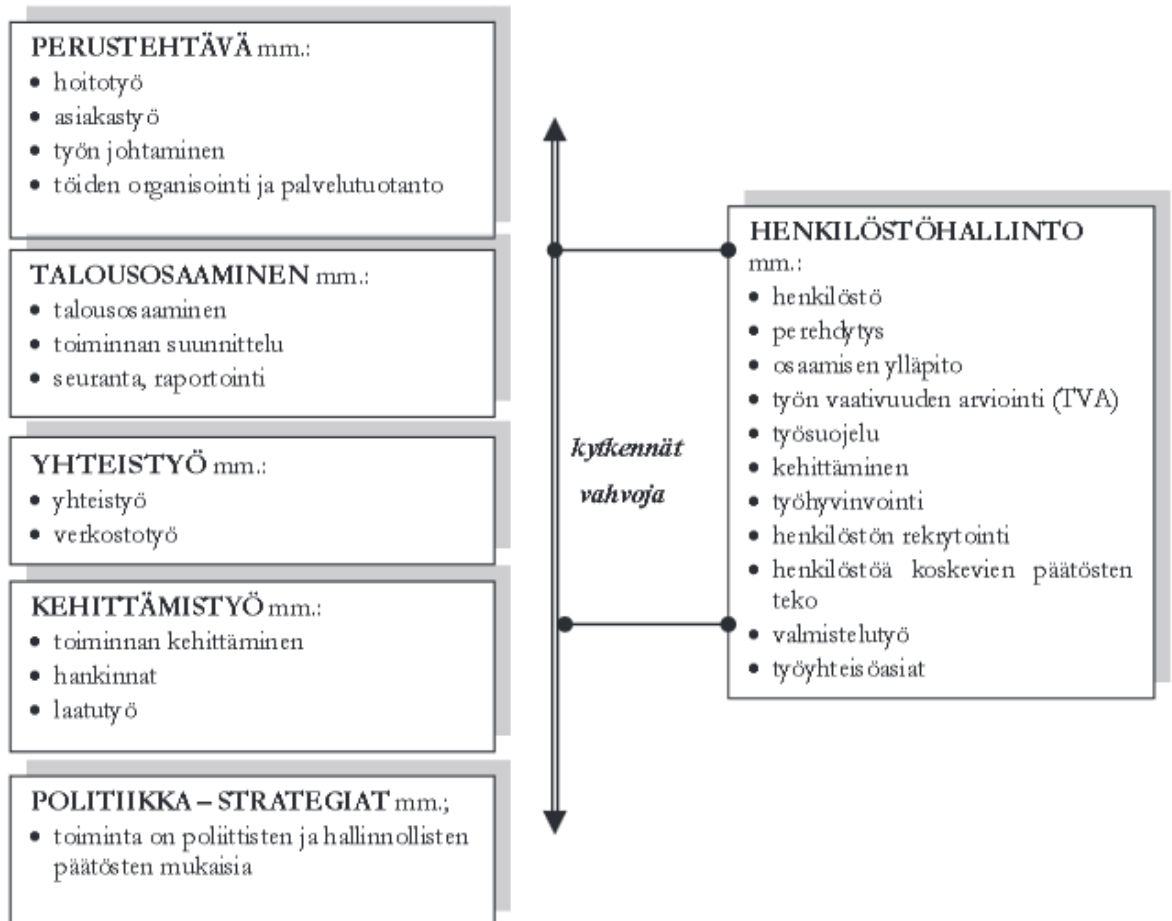 PERUSTEHTÄVÄ mm.:
• hoitotyö
• asiakastyö
• työn johtaminen
• töiden organisointi ja palvelutuotanto
TALOUSOSAAMINEN mm.:
• talousosaaminen
• toiminnan suunnittelu
• seuranta, raportointi
YHTEISTYÖ mm.:
• yhteistyö
• verkostotyö
KEHITTÄMISTYÖ mm.:
• toiminnan kehittäminen
• hankinnat
• laatutyö
POLITIIKKA – STRATEGIAT mm.;
• toiminta on poliittisten ja hallinnollisten
päätösten mukaisia
kytkennät
vahvoja
HENKILÖSTÖHALLINTO
mm.:
• henkilöstö
• perehdytys
• osaamisen ylläpito
• työn vaativuuden arviointi (TVA)
• työsuojelu
• kehittäminen
• työhyvinvointi
• henkilöstön rekrytointi
• henkilöstöä koskevien päätösten
teko
• valmistelutyö
• työyhteisöasiat